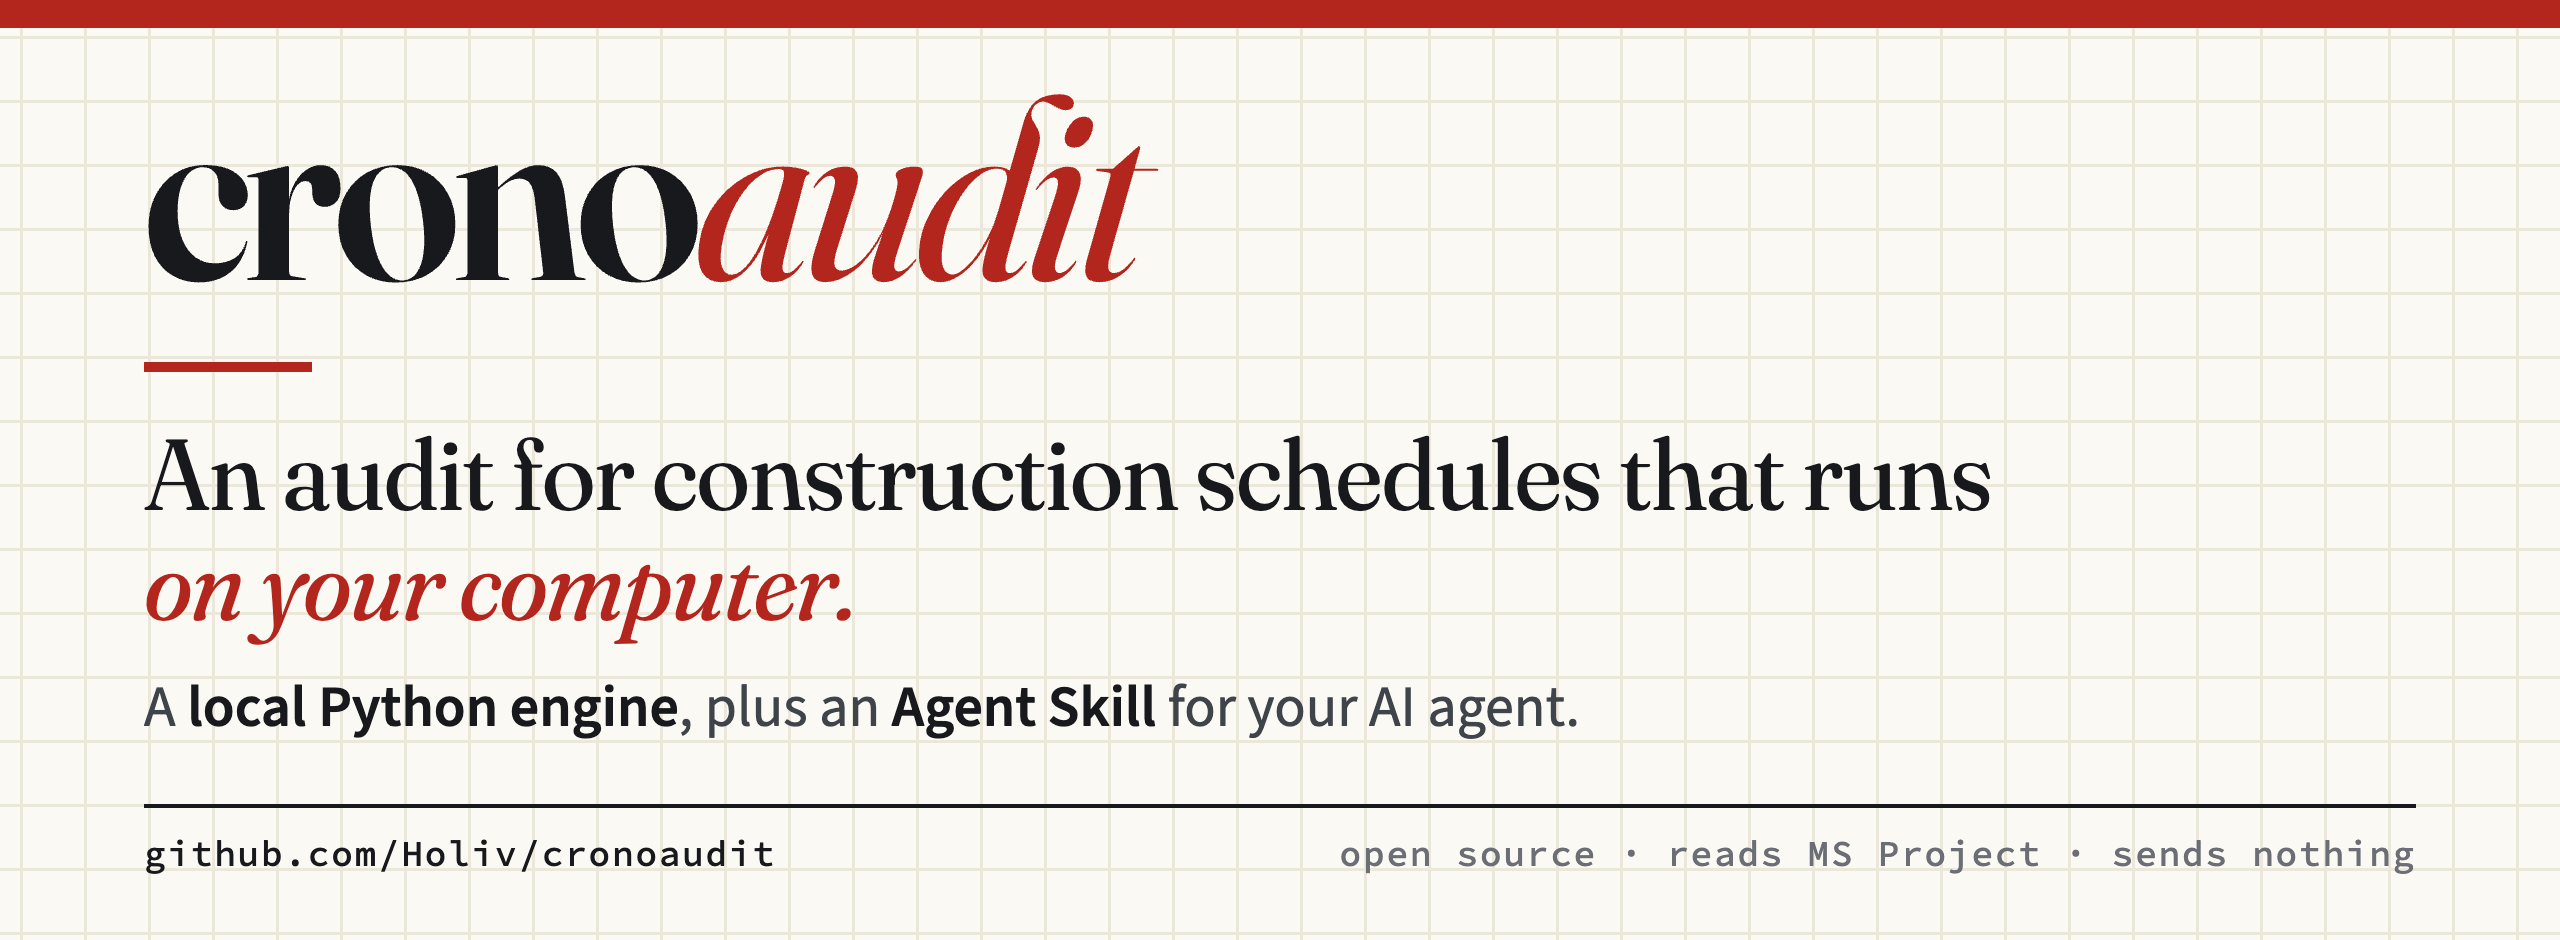 cronoaudit
An audit for construction schedules that runs
on your computer.
A local Python engine, plus an Agent Skill for your AI agent.
github.com/Holiv/cronoaudit
open source · reads MS Project · sends nothing